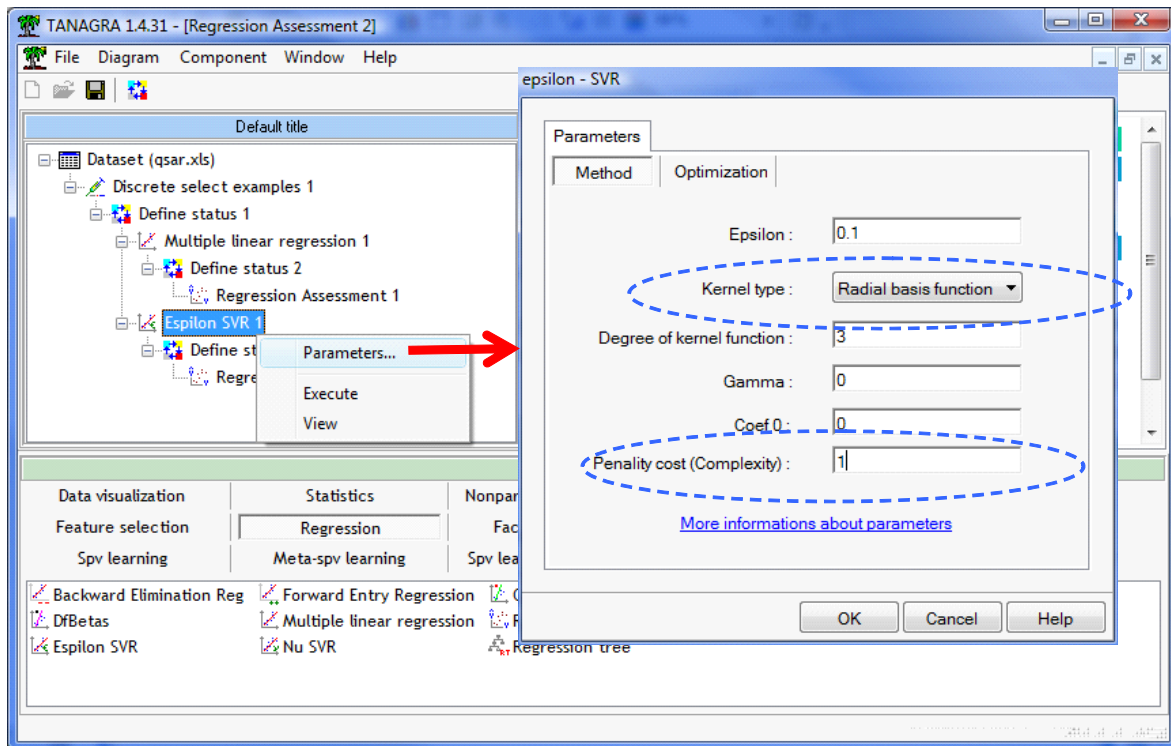 TANAGRA 1.4.31 - [Regression Assessment 2]
File Diagram Component Window Help
Default title
Dataset (qsar.xls)
Discrete select examples 1
Define status 1
Multiple linear regression 1
Define status 2
Regression Assessment 1
Espilon SVR 1
Define st
Regre
Parameters...
Execute
View
epsilon - SVR
Parameters
Method Optimization
Epsilon : 0.1
Kernel type : Radial basis function
Degree of kernel function : 3
Gamma : 0
Coef 0 : 0
Penality cost (Complexity) : 1
More informations about parameters
OK Cancel Help
Data visualization Statistics Nonpar
Feature selection Regression Fac
Spv learning Meta-spv learning Spv lea
Backward Elimination Reg Forward Entry Regression
DfBetas Multiple linear regression
Espilon SVR Nu SVR Regression tree